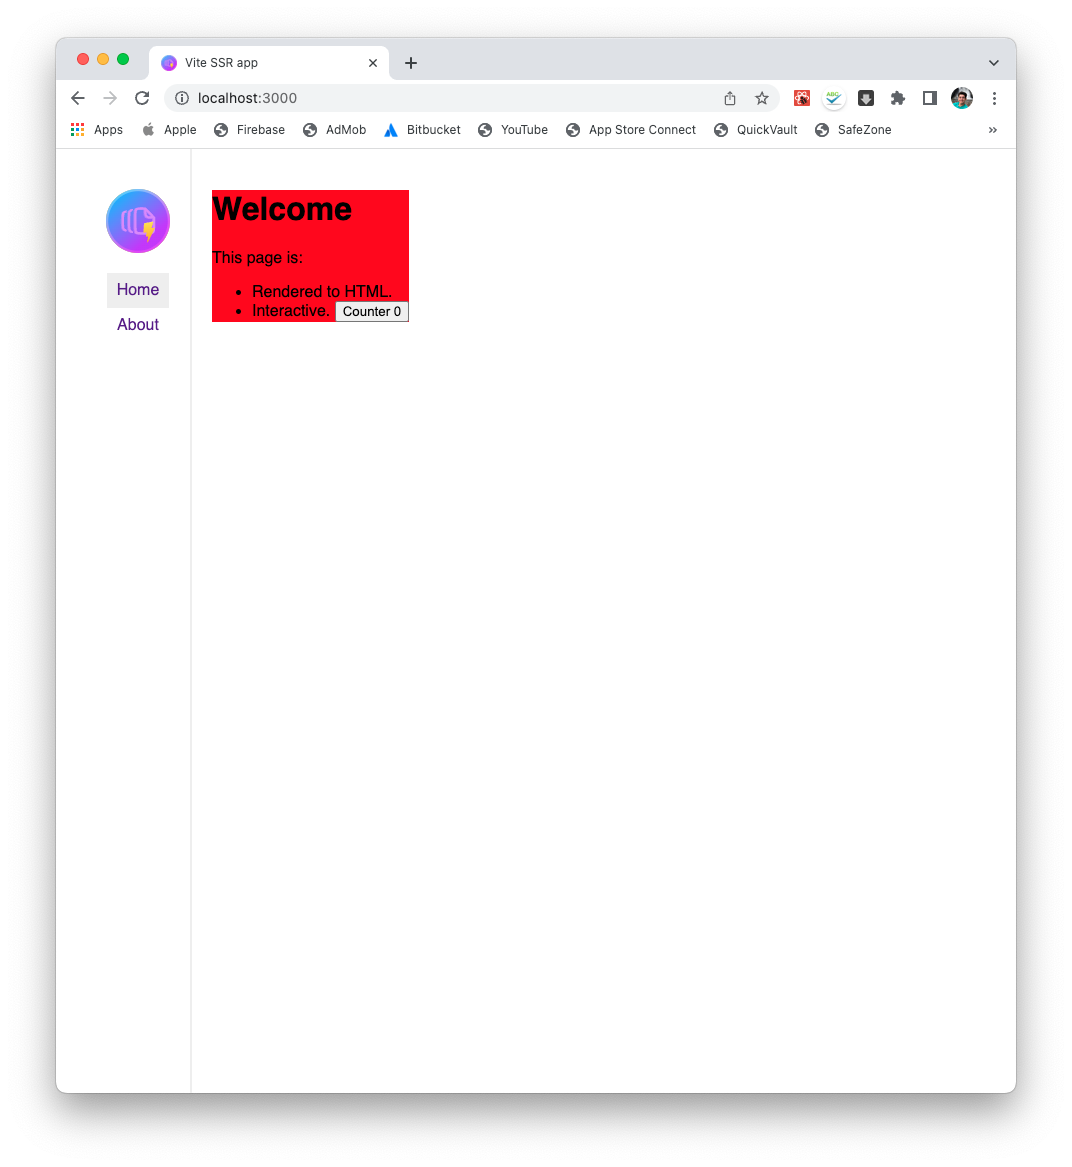 Vite SSR app
localhost:3000
ABC
Apps Apple Firebase AdMob Bitbucket YouTube App Store Connect QuickVault SafeZone »
Home
About
Welcome
This page is:
• Rendered to HTML.
• Interactive. Counter 0